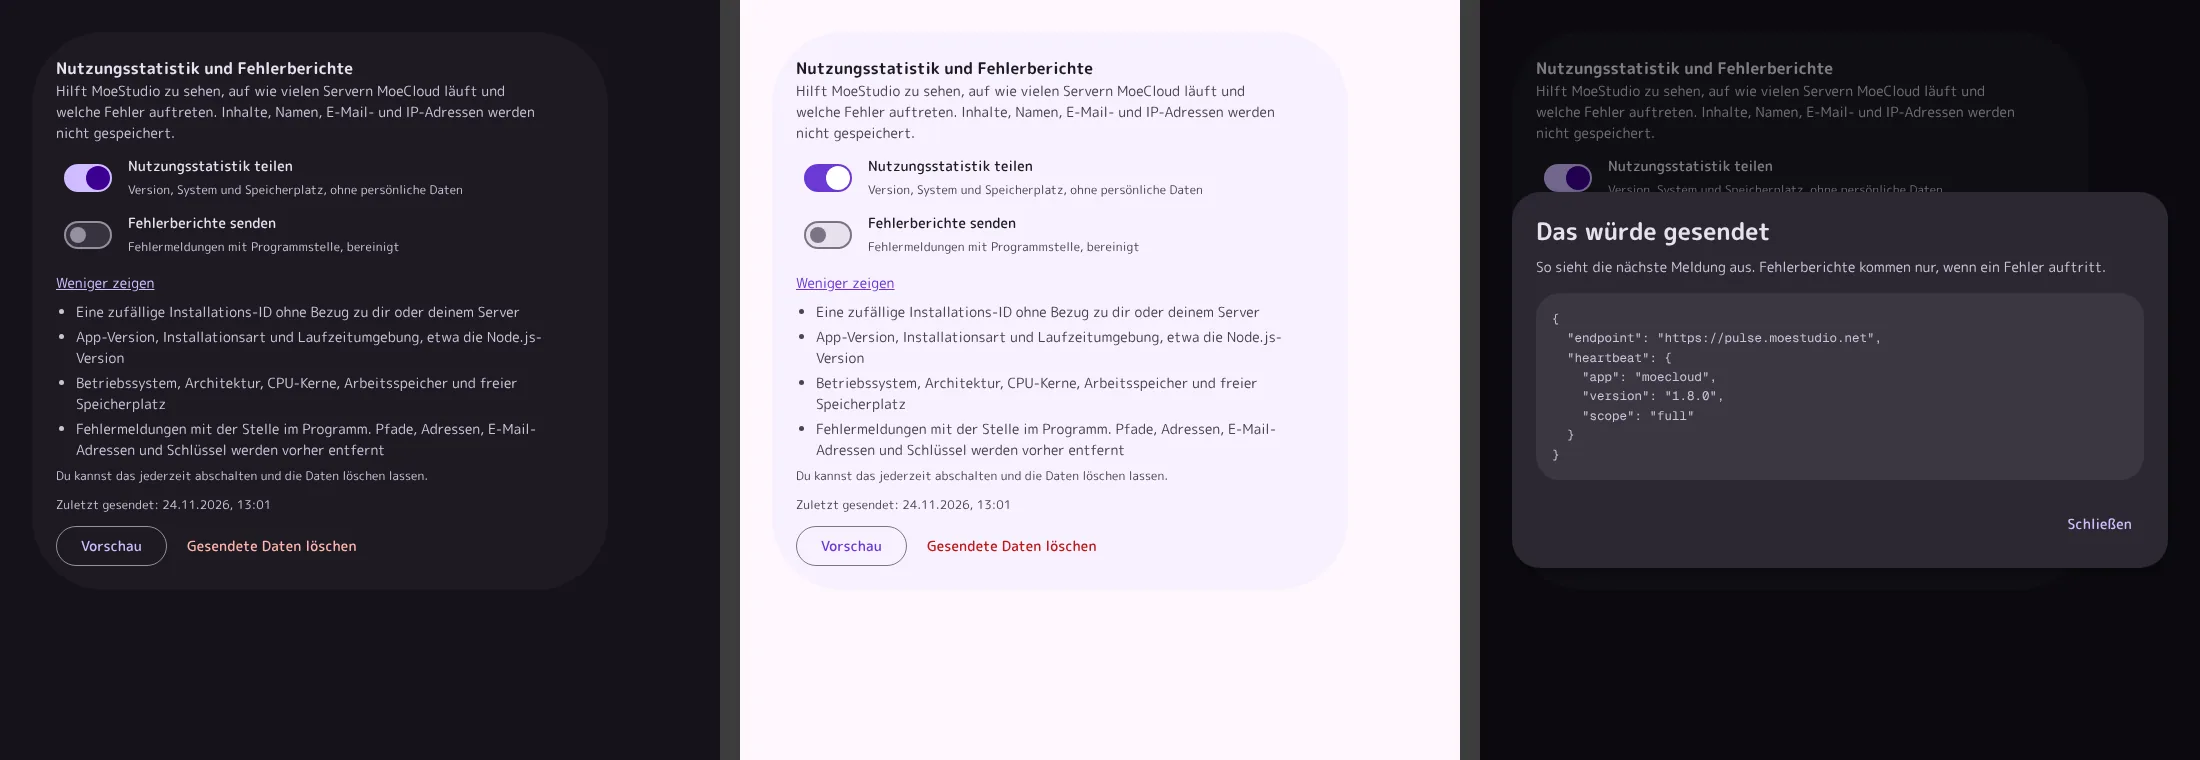 Nutzungsstatistik und Fehlerberichte
Hilft MoeStudio zu sehen, auf wie vielen Servern MoeCloud läuft und
welche Fehler auftreten. Inhalte, Namen, E-Mail- und IP-Adressen werden
nicht gespeichert.
Nutzungsstatistik teilen
Version, System und Speicherplatz, ohne persönliche Daten
Fehlerberichte senden
Fehlermeldungen mit Programmstelle, bereinigt
Weniger zeigen
• Eine zufällige Installations-ID ohne Bezug zu dir oder deinem Server
• App-Version, Installationsart und Laufzeitumgebung, etwa die Node.js-
Version
• Betriebssystem, Architektur, CPU-Kerne, Arbeitsspeicher und freier
Speicherplatz
• Fehlermeldungen mit der Stelle im Programm. Pfade, Adressen, E-Mail-
Adressen und Schlüssel werden vorher entfernt
Du kannst das jederzeit abschalten und die Daten löschen lassen.
Zuletzt gesendet: 24.11.2026, 13:01
Vorschau
Gesendete Daten löschen
Nutzungsstatistik und Fehlerberichte
Hilft MoeStudio zu sehen, auf wie vielen Servern MoeCloud läuft und
welche Fehler auftreten. Inhalte, Namen, E-Mail- und IP-Adressen werden
nicht gespeichert.
Nutzungsstatistik teilen
Version, System und Speicherplatz, ohne persönliche Daten
Fehlerberichte senden
Fehlermeldungen mit Programmstelle, bereinigt
Weniger zeigen
• Eine zufällige Installations-ID ohne Bezug zu dir oder deinem Server
• App-Version, Installationsart und Laufzeitumgebung, etwa die Node.js-
Version
• Betriebssystem, Architektur, CPU-Kerne, Arbeitsspeicher und freier
Speicherplatz
• Fehlermeldungen mit der Stelle im Programm. Pfade, Adressen, E-Mail-
Adressen und Schlüssel werden vorher entfernt
Du kannst das jederzeit abschalten und die Daten löschen lassen.
Zuletzt gesendet: 24.11.2026, 13:01
Vorschau
Gesendete Daten löschen
Nutzungsstatistik und Fehlerberichte
Hilft MoeStudio zu sehen, auf wie vielen Servern MoeCloud läuft und
welche Fehler auftreten. Inhalte, Namen, E-Mail- und IP-Adressen werden
nicht gespeichert.
Nutzungsstatistik teilen
Version, System und Speicherplatz, ohne persönliche Daten
Das würde gesendet
So sieht die nächste Meldung aus. Fehlerberichte kommen nur, wenn ein Fehler auftritt.
{
"endpoint": "https://pulse.moestudio.net",
"heartbeat": {
"app": "moecloud",
"version": "1.8.0",
"scope": "full"
}
}
Schließen